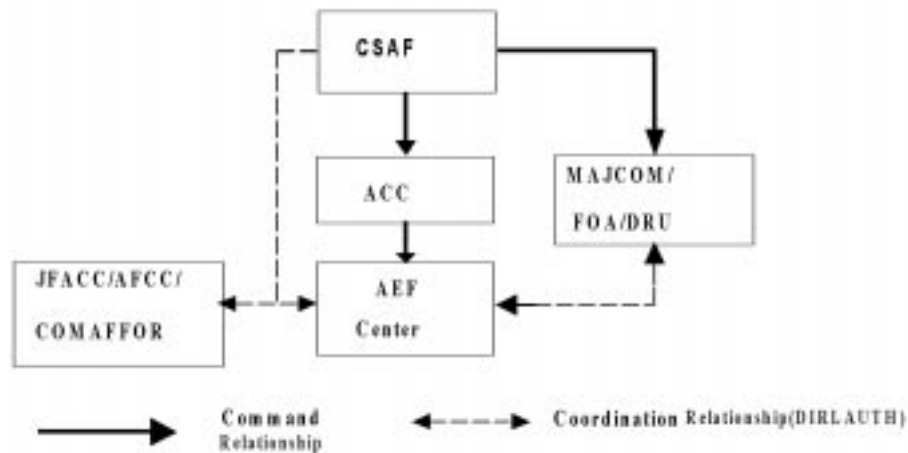 CSAF
ACC
MAJCOM/
FOA/DRU
JFACC/AFCC/
COMAFFOR
AEF
Center
Command
Relationship
Coordination Relationship(DIRLAUTH)